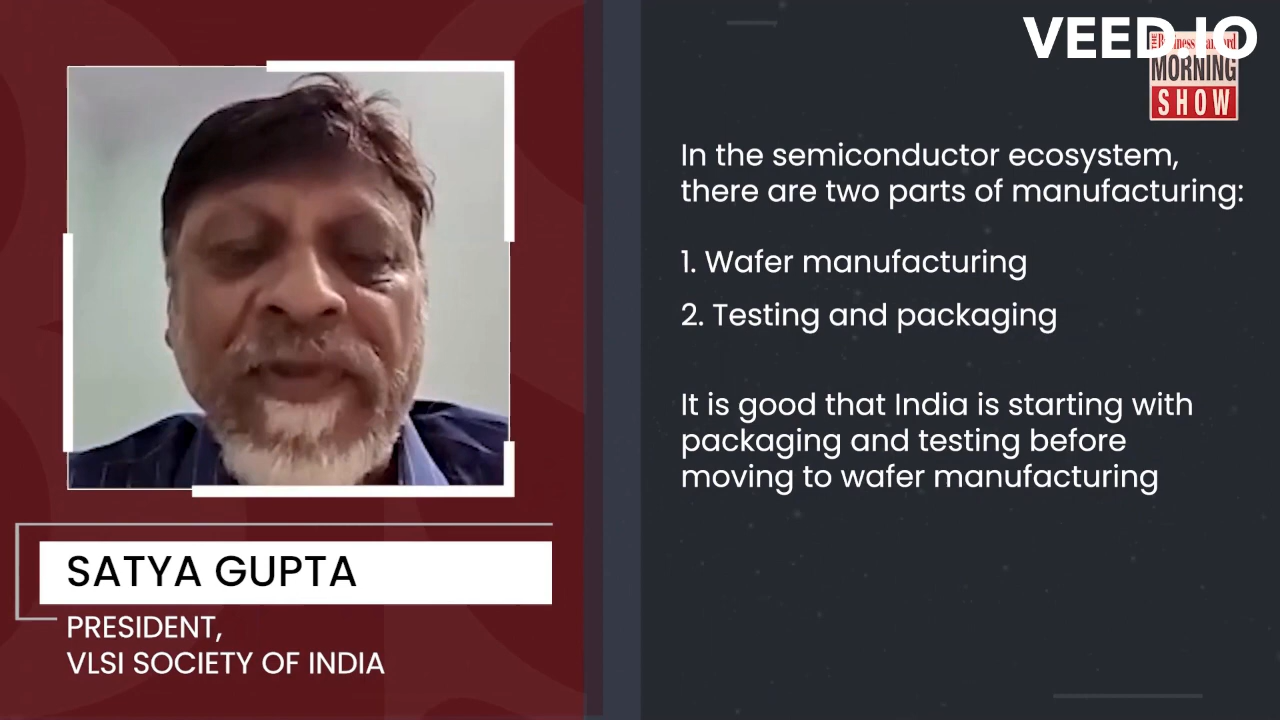 VEED.IO
MORNING
SHOW
In the semiconductor ecosystem,
there are two parts of manufacturing:
1. Wafer manufacturing
2. Testing and packaging
It is good that India is starting with
packaging and testing before
moving to wafer manufacturing
SATYA GUPTA
PRESIDENT,
VLSI SOCIETY OF INDIA